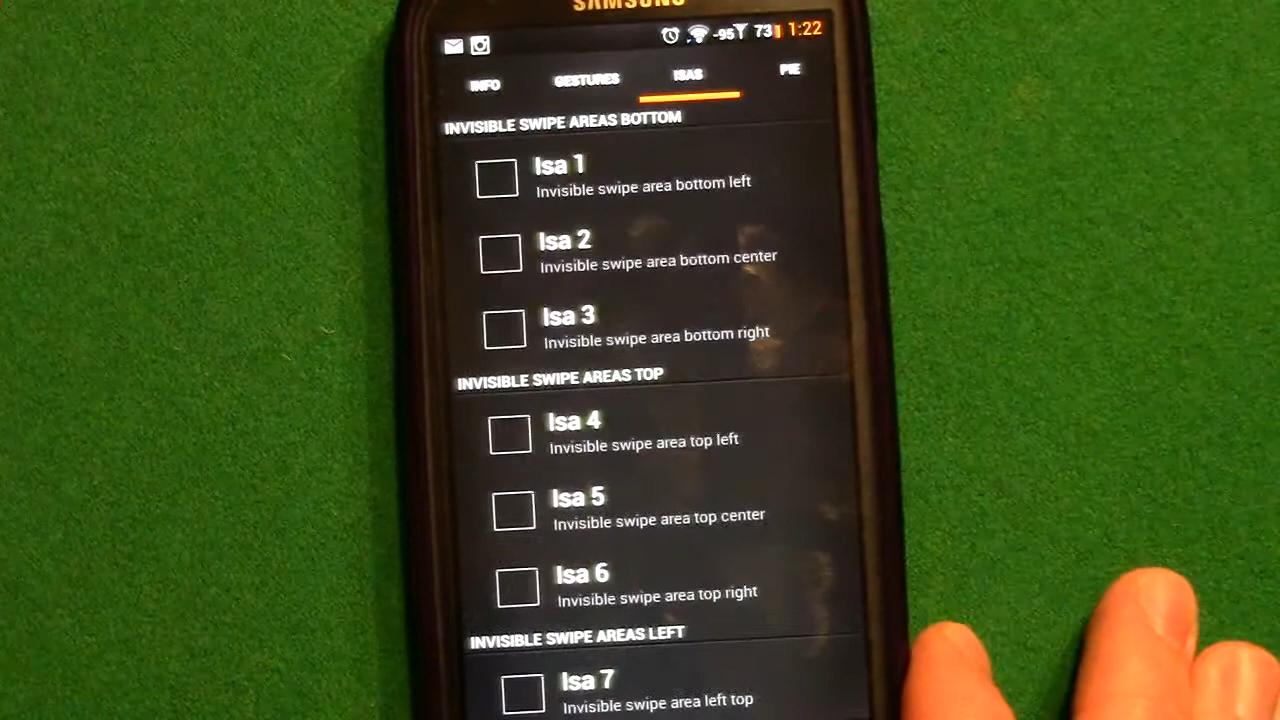 SAMSUNG
-95 73 1:22
INFO GESTURES ISAS PIE
INVISIBLE SWIPE AREAS BOTTOM
Isa 1
Invisible swipe area bottom left
Isa 2
Invisible swipe area bottom center
Isa 3
Invisible swipe area bottom right
INVISIBLE SWIPE AREAS TOP
Isa 4
Invisible swipe area top left
Isa 5
Invisible swipe area top center
Isa 6
Invisible swipe area top right
INVISIBLE SWIPE AREAS LEFT
Isa 7
Invisible swipe area left top